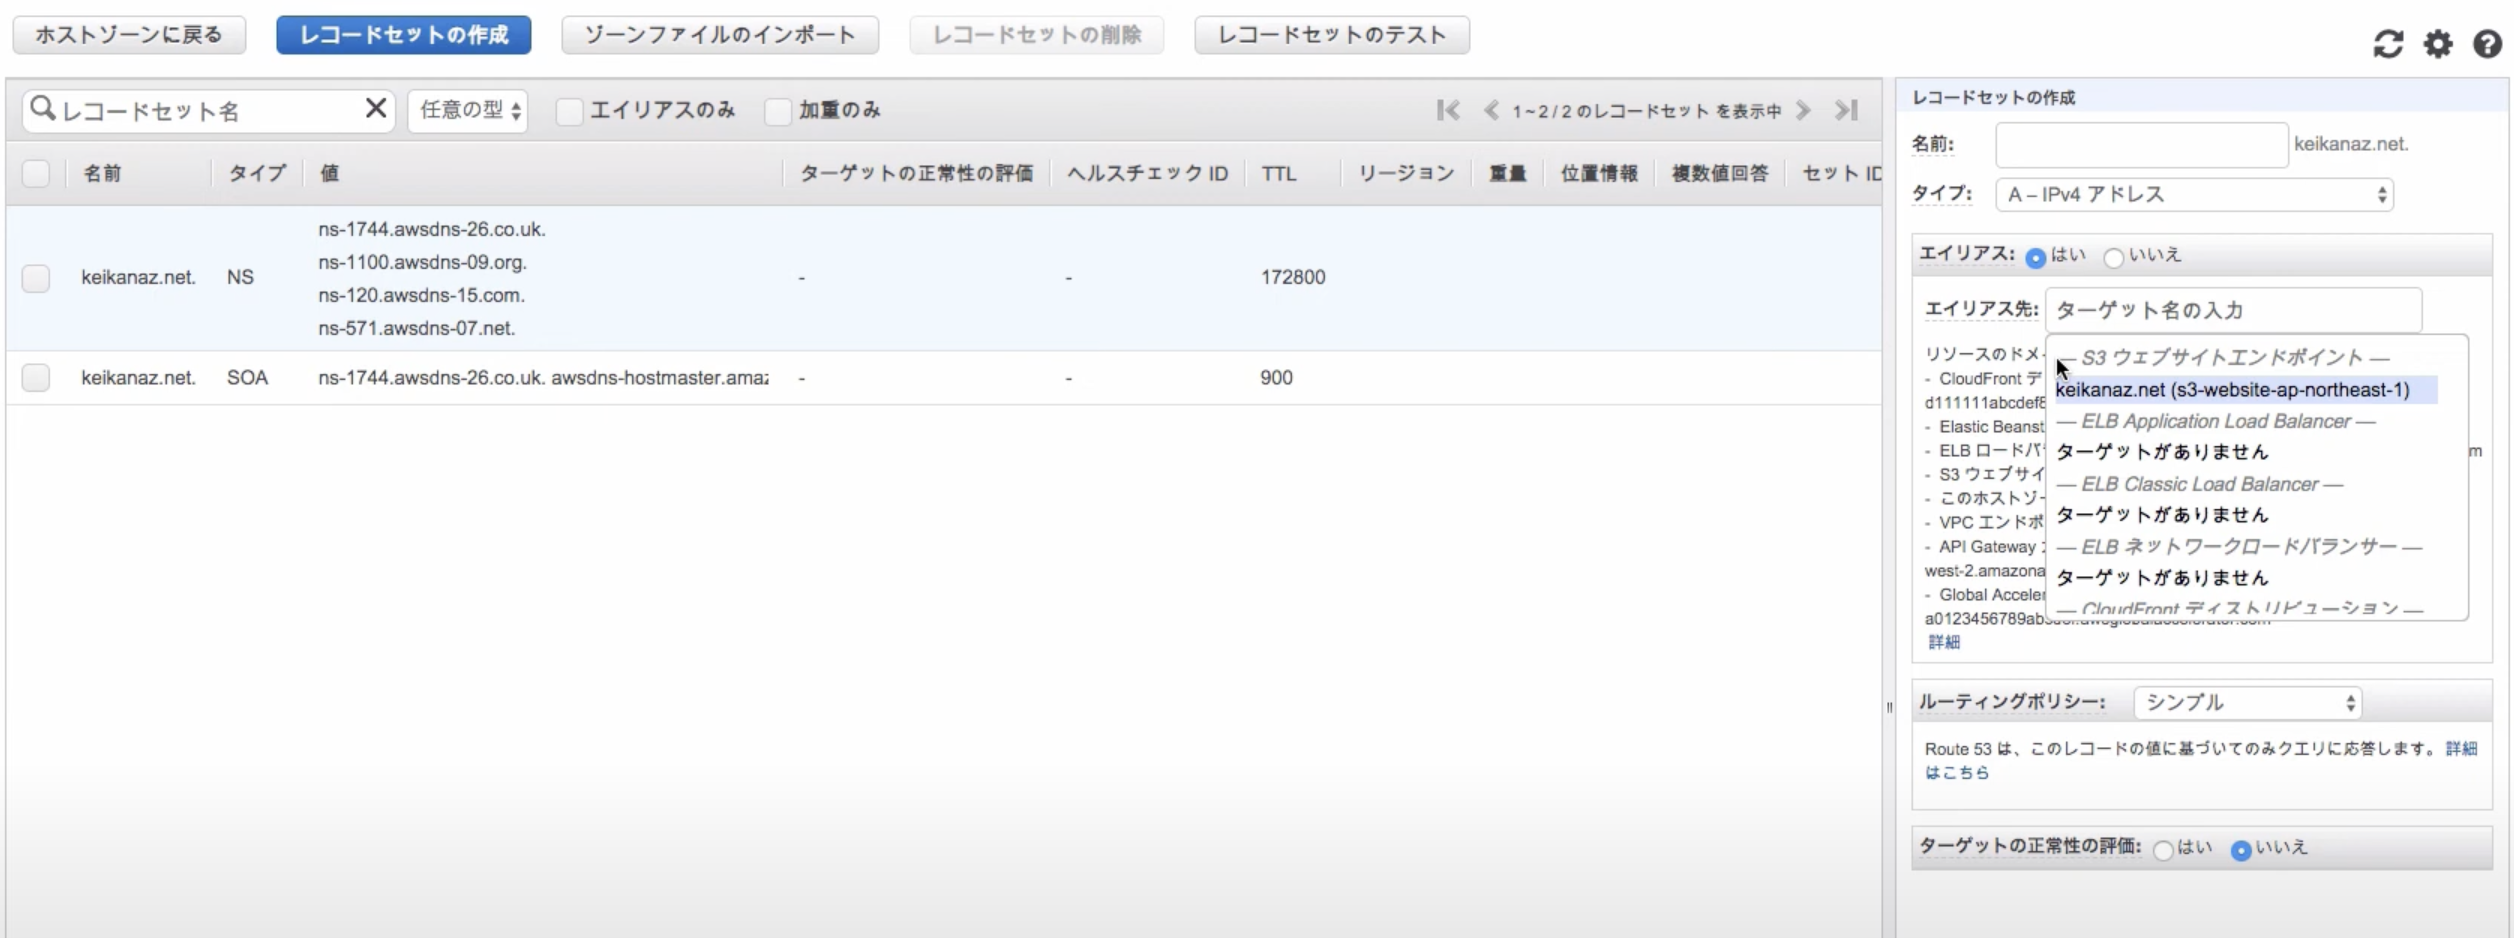 ホストゾーンに戻る レコードセットの作成 ゾーンファイルのインポート レコードセットの削除 レコードセットのテスト
レコードセット名 任意の型 エイリアスのみ 加重のみ 1~2/2 のレコードセット を表示中
名前 タイプ 値 ターゲットの正常性の評価 ヘルスチェック ID TTL リージョン 重量 位置情報 複数値回答 セット ID
keikanaz.net. NS
ns-1744.awsdns-26.co.uk.
ns-1100.awsdns-09.org.
ns-120.awsdns-15.com.
ns-571.awsdns-07.net.
- - 172800
keikanaz.net. SOA ns-1744.awsdns-26.co.uk. awsdns-hostmaster.amaz - - 900
レコードセットの作成
名前: keikanaz.net.
タイプ: A – IPv4 アドレス
エイリアス: はい いいえ
エイリアス先: ターゲット名の入力
リソースのドメ
- CloudFront デ
d111111abcdef8
- Elastic Beanst
- ELB ロードバ
m
- S3 ウェブサイ
- このホストゾー
- VPC エンドポ
- API Gateway
west-2.amazona
- Global Acceler
a0123456789ab
詳細
— S3 ウェブサイトエンドポイント —
keikanaz.net (s3-website-ap-northeast-1)
— ELB Application Load Balancer —
ターゲットがありません
— ELB Classic Load Balancer —
ターゲットがありません
— ELB ネットワークロードバランサー —
ターゲットがありません
— CloudFront ディストリビューション —
ルーティングポリシー: シンプル
Route 53 は、このレコードの値に基づいてのみクエリに応答します。 詳細
はこちら
ターゲットの正常性の評価: はい いいえ